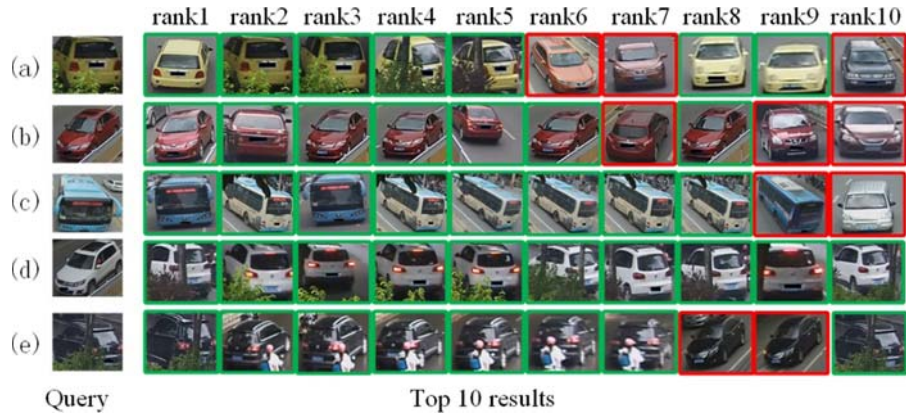 rank1 rank2 rank3 rank4 rank5 rank6 rank7 rank8 rank9 rank10
(a)
(b)
(c)
(d)
(e)
Query Top 10 results